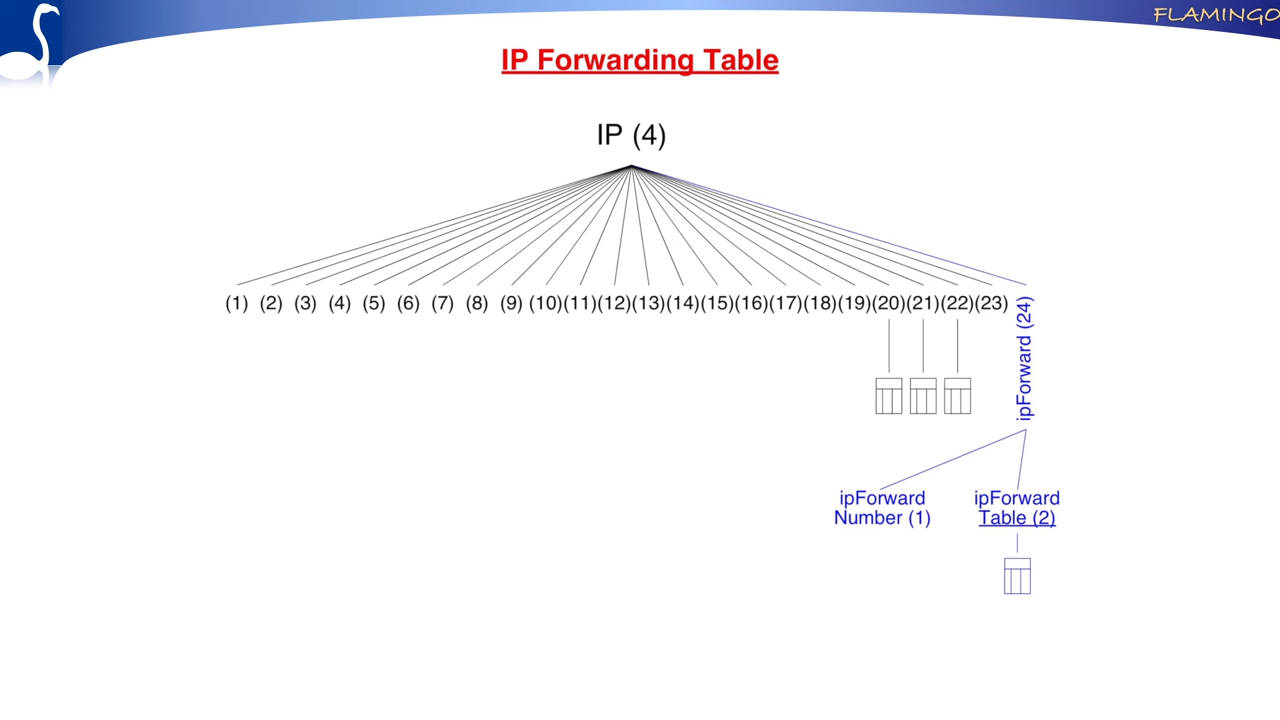 FLAMINGO
IP Forwarding Table
IP (4)
(1) (2) (3) (4) (5) (6) (7) (8) (9) (10)(11)(12)(13)(14)(15)(16)(17)(18)(19)(20)(21)(22)(23)
ipForward (24)
ipForward
Number (1)
ipForward
Table (2)